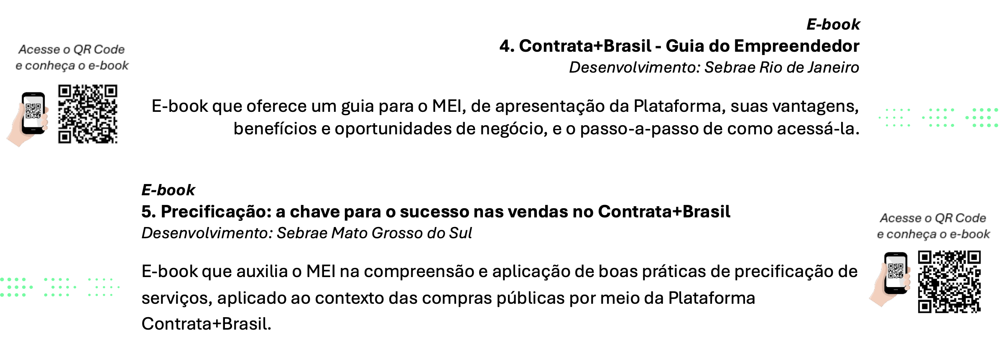 E-book
4. Contrata+Brasil - Guia do Empreendedor
Desenvolvimento: Sebrae Rio de Janeiro
Acesse o QR Code
e conheça o e-book
E-book que oferece um guia para o MEI, de apresentação da Plataforma, suas vantagens,
benefícios e oportunidades de negócio, e o passo-a-passo de como acessá-la.
E-book
5. Precificação: a chave para o sucesso nas vendas no Contrata+Brasil
Desenvolvimento: Sebrae Mato Grosso do Sul
Acesse o QR Code
e conheça o e-book
E-book que auxilia o MEI na compreensão e aplicação de boas práticas de precificação de
serviços, aplicado ao contexto das compras públicas por meio da Plataforma
Contrata+Brasil.